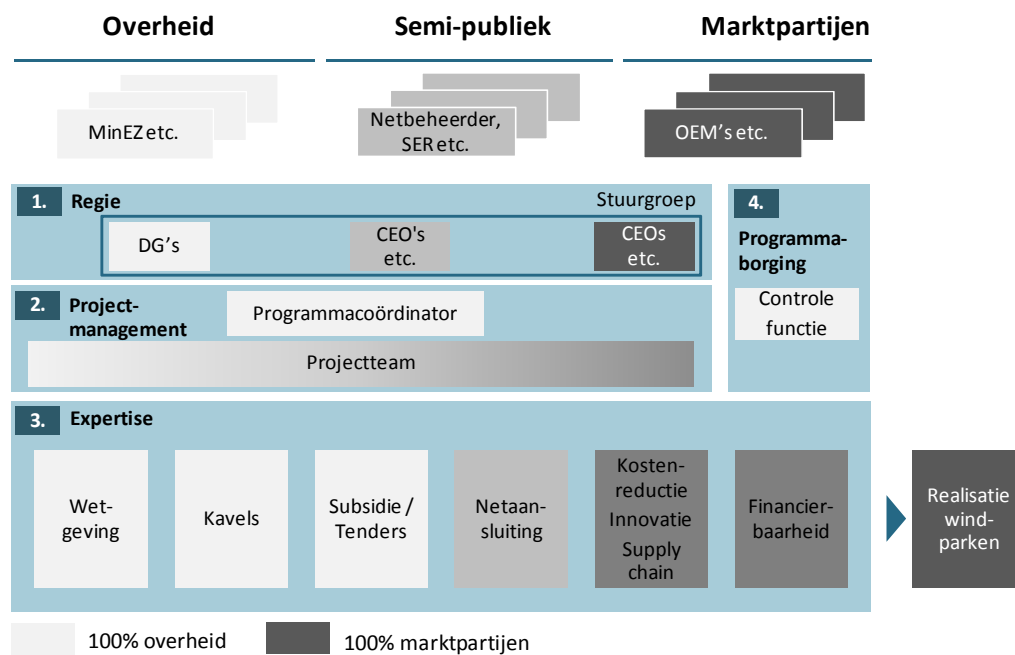 Overheid
Semi-publiek
Marktpartijen
MinEZ etc.
Netbeheerder,
SER etc.
OEM's etc.
1. Regie
Stuurgroep
DG's
CEO's
etc.
CEOs
etc.
4.
Programma-
borging
Controle
functie
2. Project-
management
Programmacoördinator
Projectteam
3. Expertise
Wet-
geving
Kavels
Subsidie /
Tenders
Netaan-
sluiting
Kosten-
reductie
Innovatie
Supply
chain
Financier-
baarheid
Realisatie
wind-
parken
100% overheid
100% marktpartijen